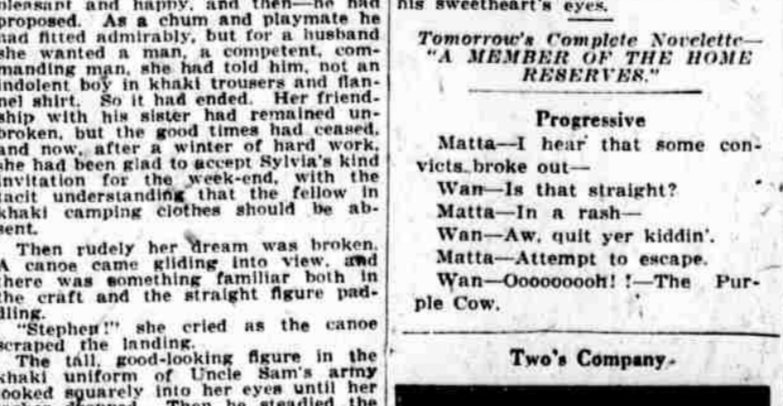 pleasant and happy, and then—he had
proposed. As a chum and playmate he
had fitted admirably, but for a husband
she wanted a man, a competent, com-
manding man, she had told him, not an
indolent boy in khaki trousers and flan-
nel shirt. So it had ended. Her friend-
ship with his sister had remained un-
broken, but the good times had ceased,
and now, after a winter of hard work,
she had been glad to accept Sylvia's kind
invitation for the week-end, with the
tacit understanding that the fellow in
khaki camping clothes should be ab-
sent.
Then rudely her dream was broken.
A canoe came gliding into view, and
there was something familiar both in
the craft and the straight figure pad-
dling.
"Stephen!" she cried as the canoe
scraped the landing.
The tall, good-looking figure in the
khaki uniform of Uncle Sam's army
looked squarely into her eyes until her
Then he steadied the
his sweetheart's eyes.
Tomorrow's Complete Novelette—
"A MEMBER OF THE HOME
RESERVES."
Progressive
Matta—I hear that some con-
victs broke out—
Wan—Is that straight?
Matta—In a rash—
Wan—Aw, quit yer kiddin'.
Matta—Attempt to escape.
Wan—Ooooooooh! !—The Pur-
ple Cow.
Two's Company